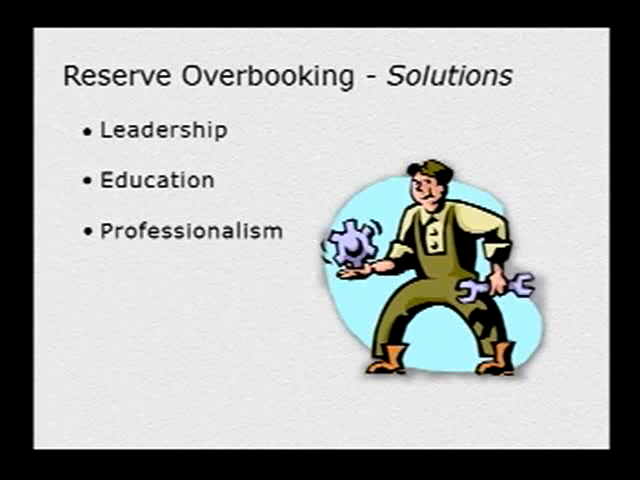 Reserve Overbooking - Solutions
• Leadership
• Education
• Professionalism